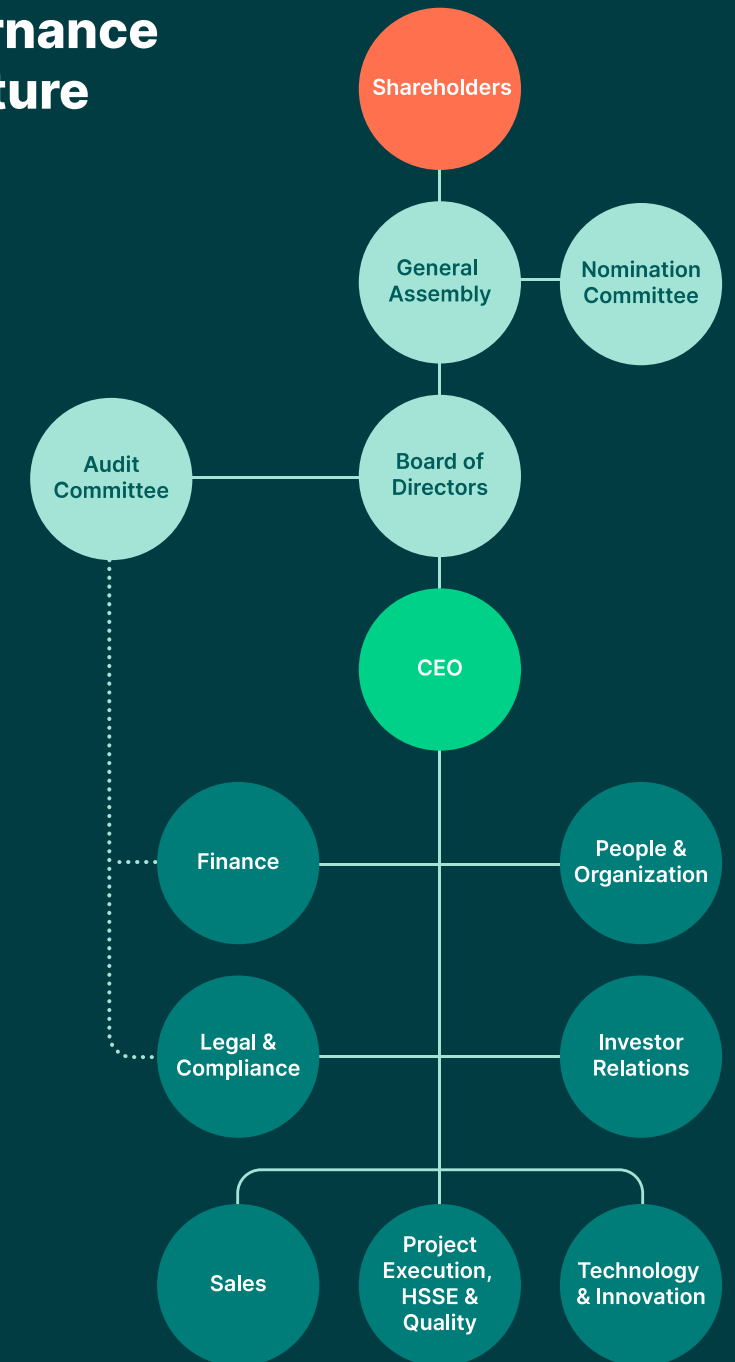 rnance
ture
Shareholders
General
Assembly
Nomination
Committee
Audit
Committee
Board of
Directors
CEO
Finance
People &
Organization
Legal &
Compliance
Investor
Relations
Sales
Project
Execution,
HSSE &
Quality
Technology
& Innovation